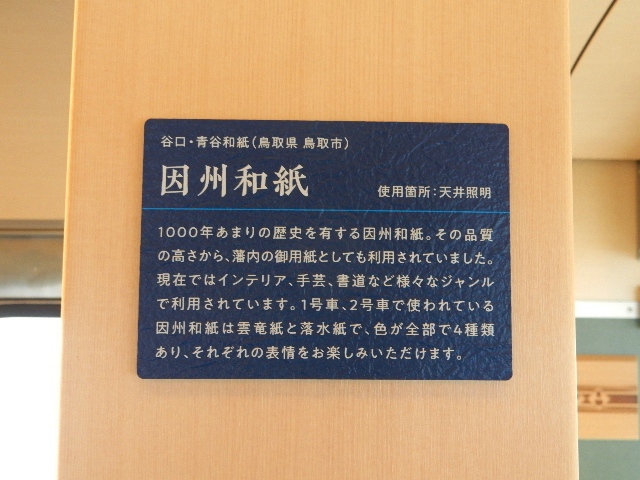 谷口・青谷和紙(鳥取県 鳥取市)
因州和紙
使用箇所:天井照明
1000年あまりの歴史を有する因州和紙。その品質
の高さから、藩内の御用紙としても利用されていました。
現在ではインテリア、手芸、書道など様々なジャンル
で利用されています。1号車、2号車で使われている
因州和紙は雲竜紙と落水紙で、色が全部で4種類
あり、それぞれの表情をお楽しみいただけます。